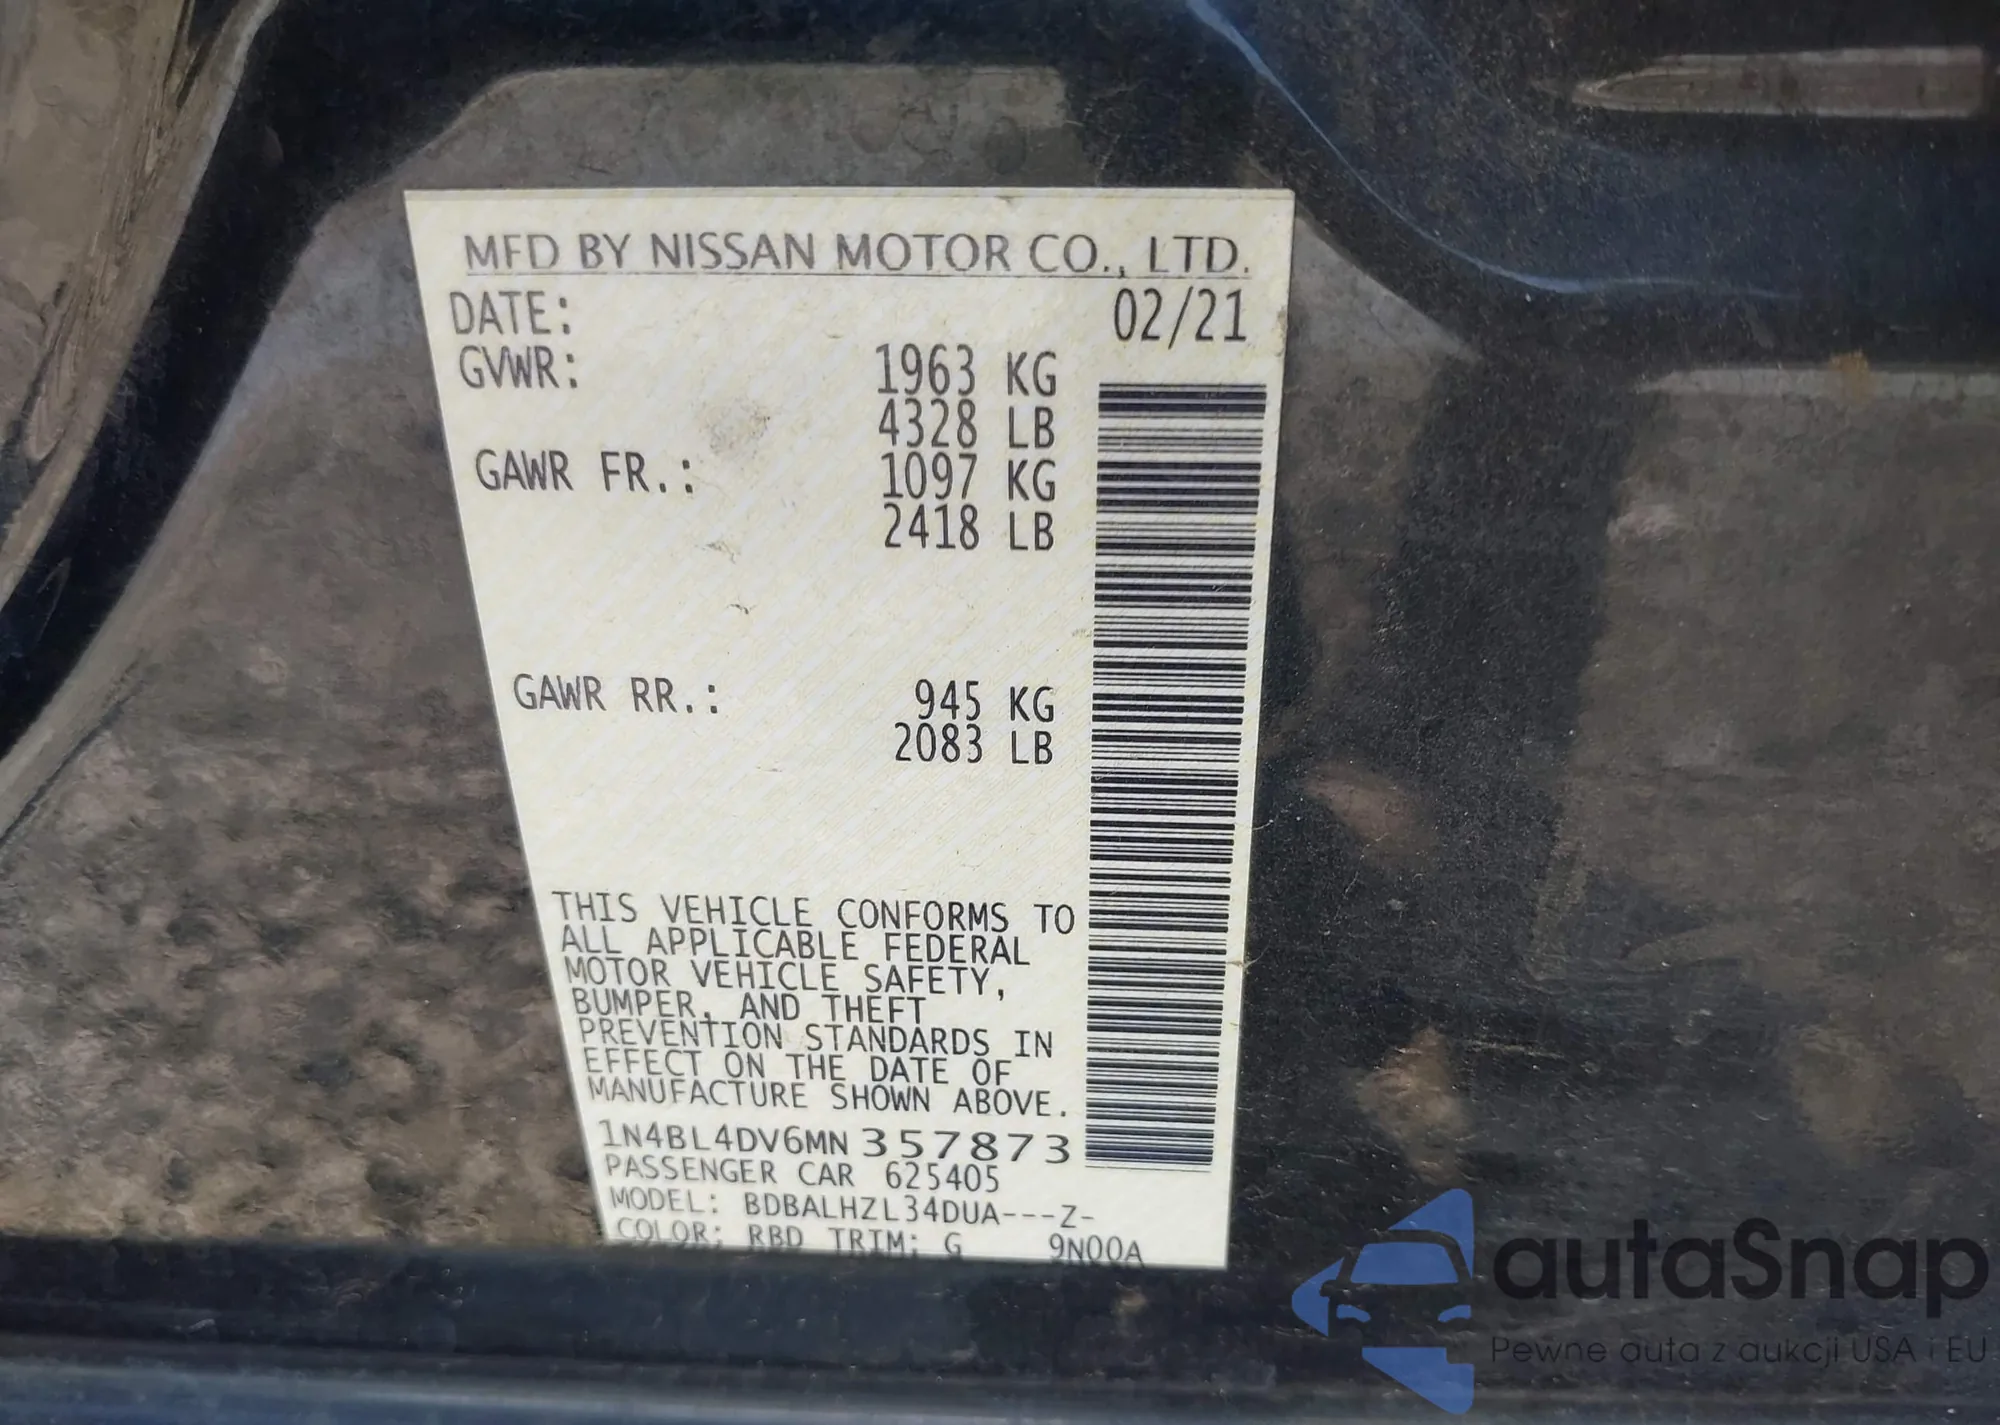 MFD BY NISSAN MOTOR CO., LTD.
DATE: 02/21
GVWR: 1963 KG
4328 LB
GAWR FR.: 1097 KG
2418 LB
GAWR RR.: 945 KG
2083 LB
THIS VEHICLE CONFORMS TO
ALL APPLICABLE FEDERAL
MOTOR VEHICLE SAFETY,
BUMPER, AND THEFT
PREVENTION STANDARDS IN
EFFECT ON THE DATE OF
MANUFACTURE SHOWN ABOVE.
1N4BL4DV6MN357873
PASSENGER CAR 625405
MODEL: BDBALHZL34DUA---Z-
COLOR: RBD TRIM: G 9N00A
autaSnap
Pewne auta z aukcji USA i EU